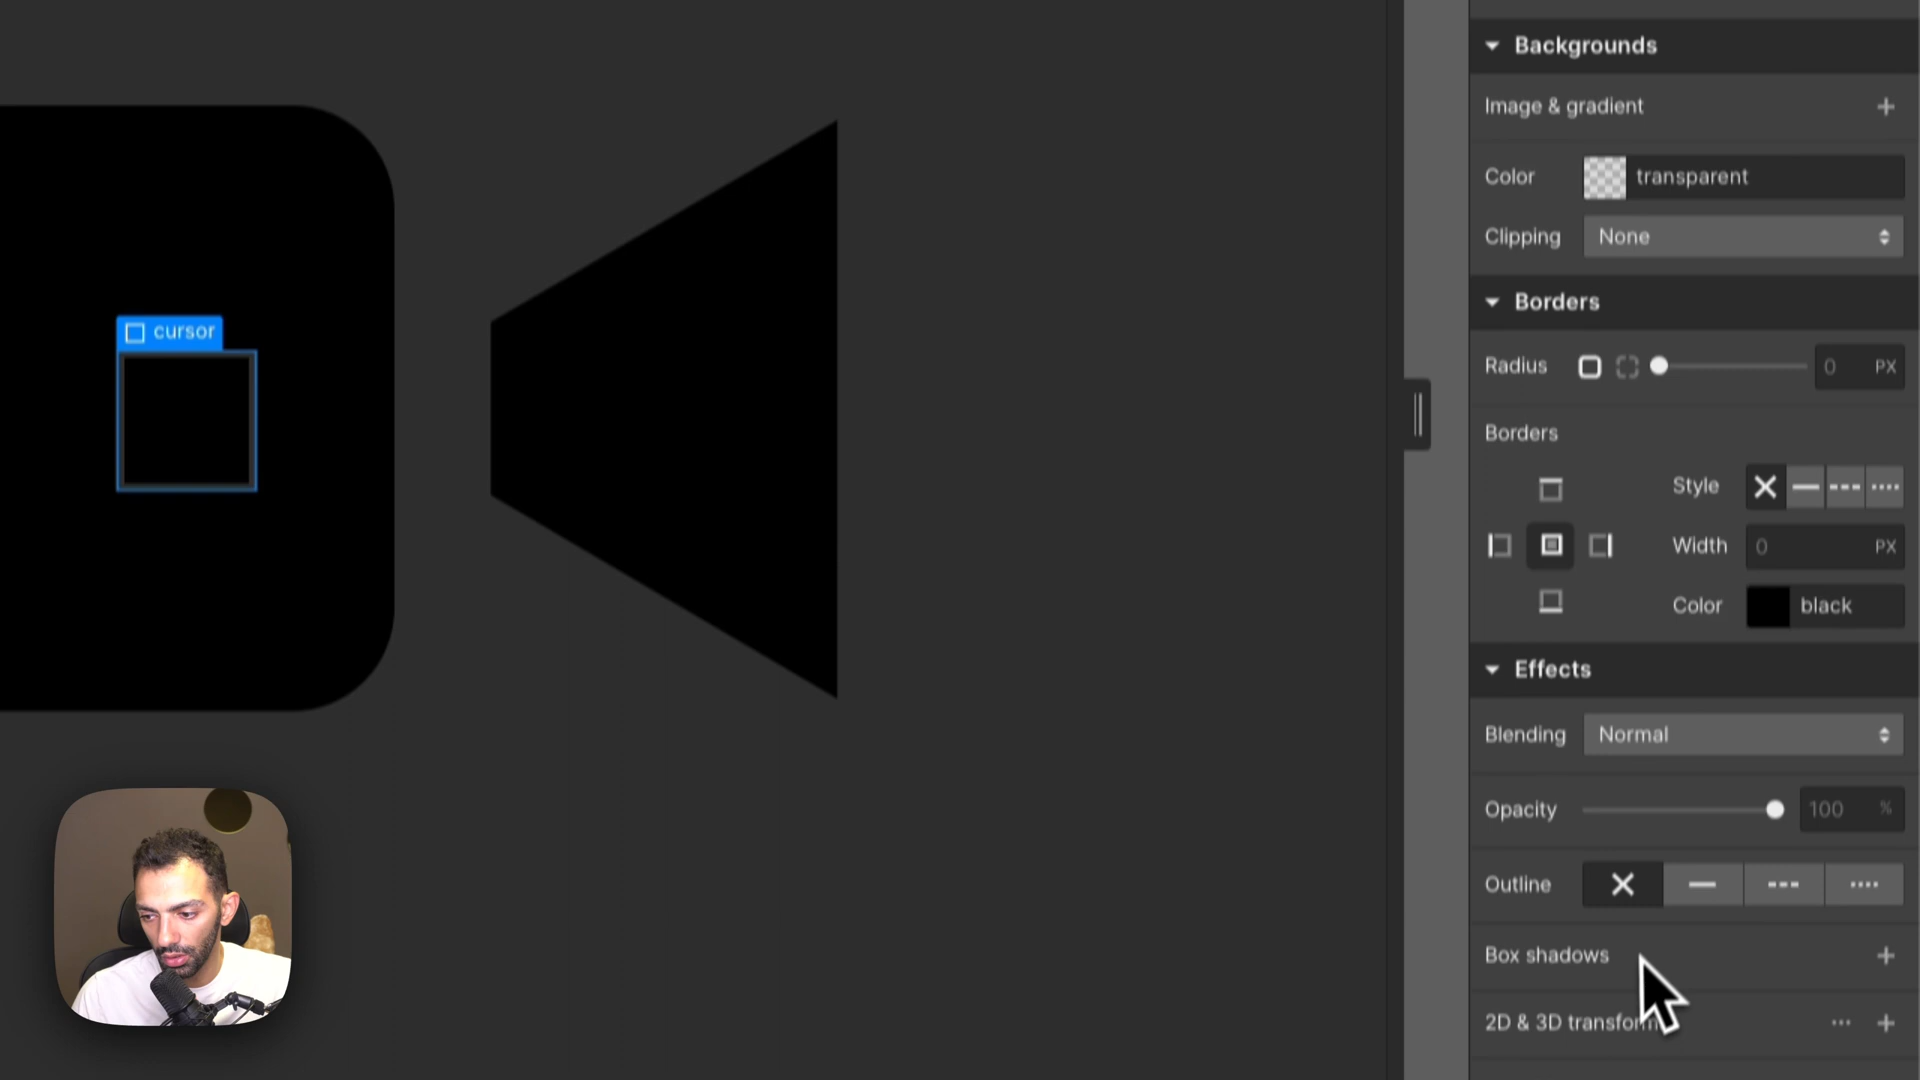 Backgrounds
Image & gradient
Color transparent
Clipping None
cursor
Borders
Radius 0 PX
Borders
Style
Width 0 PX
Color black
Effects
Blending Normal
Opacity 100 %
Outline
Box shadows
2D & 3D transform